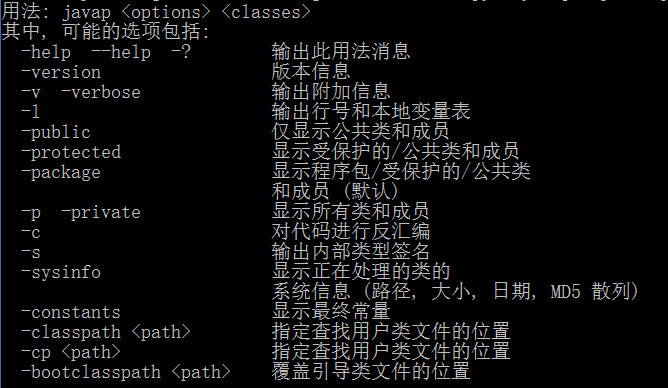 用法: javap <options> <classes>
其中, 可能的选项包括:
-help  --help  -?        输出此用法消息
-version                 版本信息
-v  -verbose             输出附加信息
-l                       输出行号和本地变量表
-public                  仅显示公共类和成员
-protected               显示受保护的/公共类和成员
-package                 显示程序包/受保护的/公共类
和成员 (默认)
-p  -private             显示所有类和成员
-c                       对代码进行反汇编
-s                       输出内部类型签名
-sysinfo                 显示正在处理的类的
系统信息 (路径, 大小, 日期, MD5 散列)
-constants               显示最终常量
-classpath <path>        指定查找用户类文件的位置
-cp <path>               指定查找用户类文件的位置
-bootclasspath <path>    覆盖引导类文件的位置